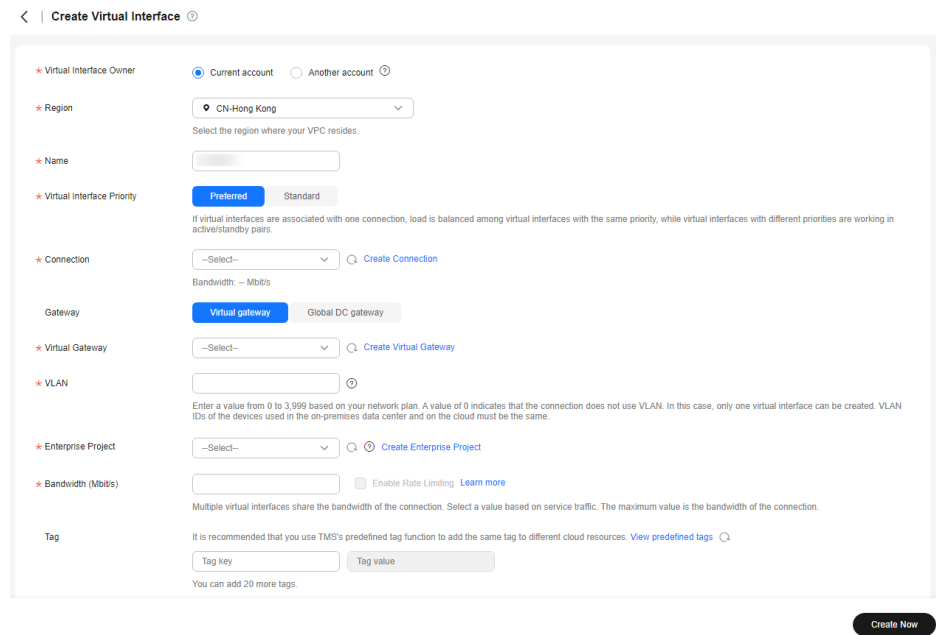 Create Virtual Interface
Virtual Interface Owner
Current account
Another account
Region
CN-Hong Kong
Select the region where your VPC resides.
Name
Virtual Interface Priority
Preferred
Standard
If virtual interfaces are associated with one connection, load is balanced among virtual interfaces with the same priority, while virtual interfaces with different priorities are working in
active/standby pairs.
Connection
--Select--
Create Connection
Bandwidth: -- Mbit/s
Gateway
Virtual gateway
Global DC gateway
Virtual Gateway
--Select--
Create Virtual Gateway
VLAN
Enter a value from 0 to 3,999 based on your network plan. A value of 0 indicates that the connection does not use VLAN. In this case, only one virtual interface can be created. VLAN
IDs of the devices used in the on-premises data center and on the cloud must be the same.
Enterprise Project
--Select--
Create Enterprise Project
Bandwidth (Mbit/s)
Enable Rate Limiting
Learn more
Multiple virtual interfaces share the bandwidth of the connection. Select a value based on service traffic. The maximum value is the bandwidth of the connection.
Tag
It is recommended that you use TMS's predefined tag function to add the same tag to different cloud resources. View predefined tags
Tag key
Tag value
You can add 20 more tags.
Create Now